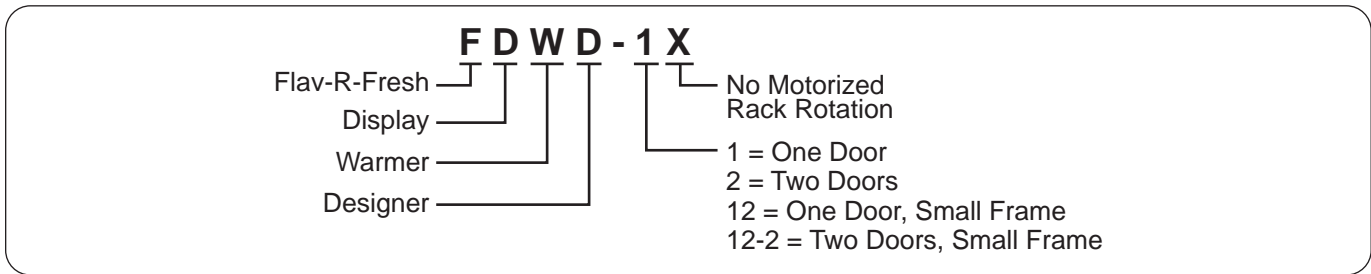 F D W D - 1 X
Flav-R-Fresh
Display
Warmer
Designer
No Motorized
Rack Rotation
1 = One Door
2 = Two Doors
12 = One Door, Small Frame
12-2 = Two Doors, Small Frame